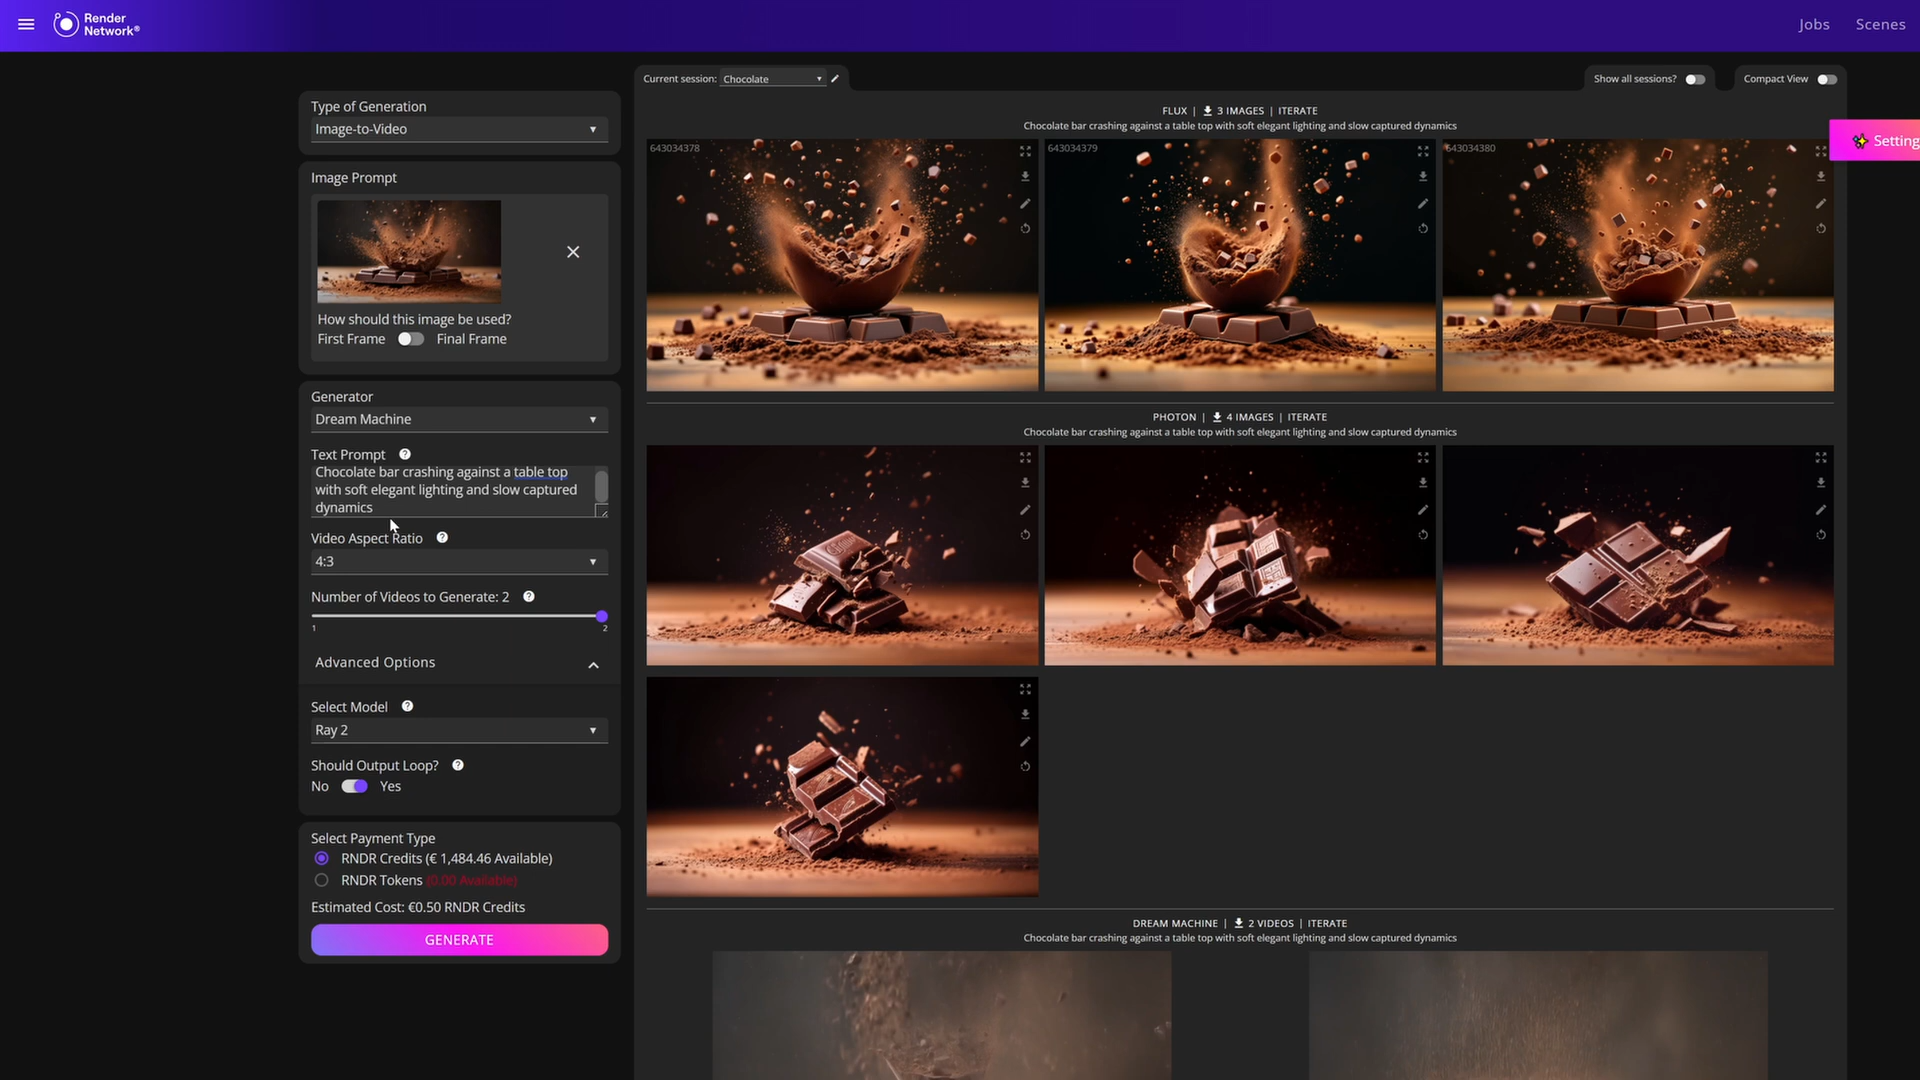 Render
Network®
Jobs
Scenes
Current session:
Chocolate
Show all sessions?
Compact View
Setting
Type of Generation
Image-to-Video
Image Prompt
How should this image be used?
First Frame
Final Frame
Generator
Dream Machine
Text Prompt
Chocolate bar crashing against a table top
with soft elegant lighting and slow captured
dynamics
Video Aspect Ratio
4:3
Number of Videos to Generate: 2
1
2
Advanced Options
Select Model
Ray 2
Should Output Loop?
No
Yes
Select Payment Type
RNDR Credits (€ 1,484.46 Available)
RNDR Tokens (0.00 Available)
Estimated Cost: €0.50 RNDR Credits
GENERATE
FLUX | 3 IMAGES | ITERATE
Chocolate bar crashing against a table top with soft elegant lighting and slow captured dynamics
643034378
643034379
643034380
PHOTON | 4 IMAGES | ITERATE
Chocolate bar crashing against a table top with soft elegant lighting and slow captured dynamics
DREAM MACHINE | 2 VIDEOS | ITERATE
Chocolate bar crashing against a table top with soft elegant lighting and slow captured dynamics